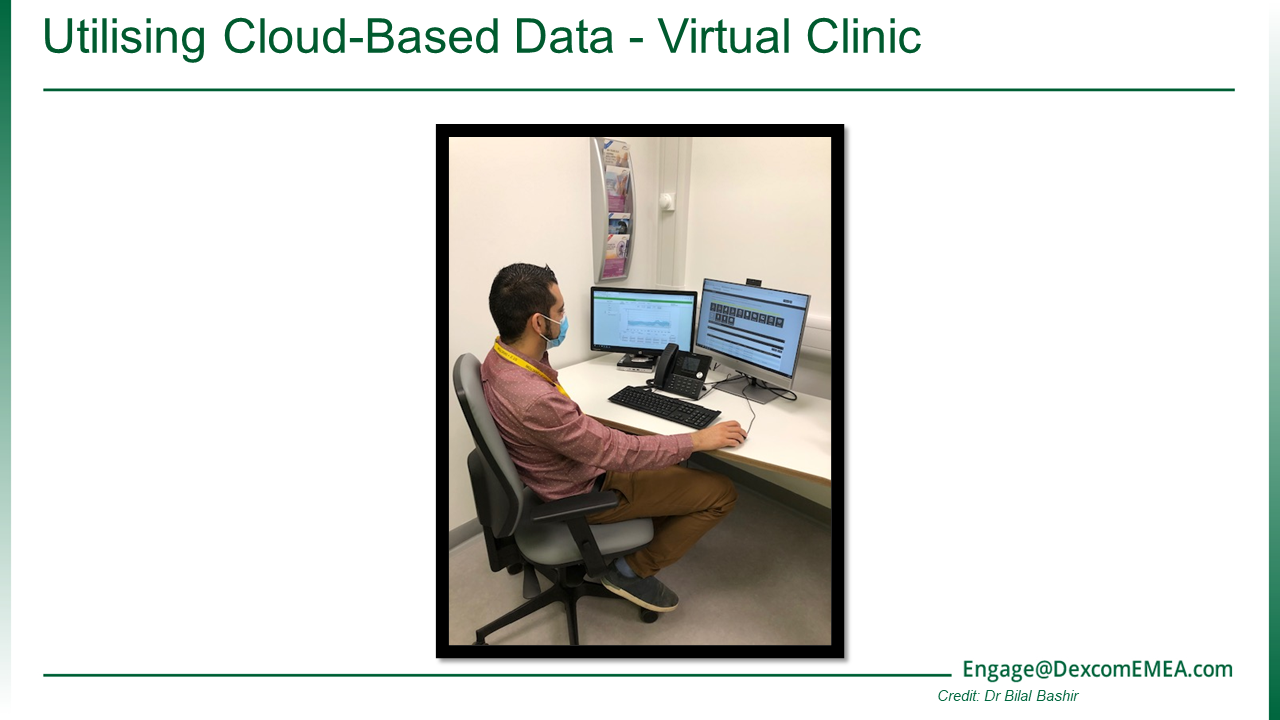 Utilising Cloud-Based Data - Virtual Clinic
Engage@DexcomEMEA.com
Credit: Dr Bilal Bashir